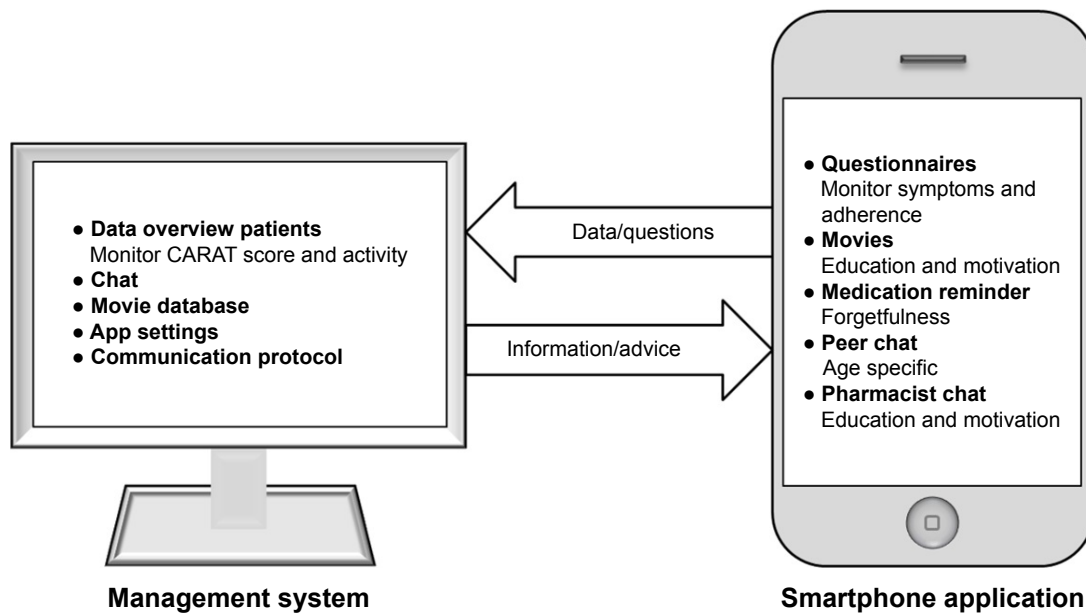 ● Data overview patients
Monitor CARAT score and activity
● Chat
● Movie database
● App settings
● Communication protocol
Management system
Data/questions
Information/advice
● Questionnaires
Monitor symptoms and
adherence
● Movies
Education and motivation
● Medication reminder
Forgetfulness
● Peer chat
Age specific
● Pharmacist chat
Education and motivation
Smartphone application